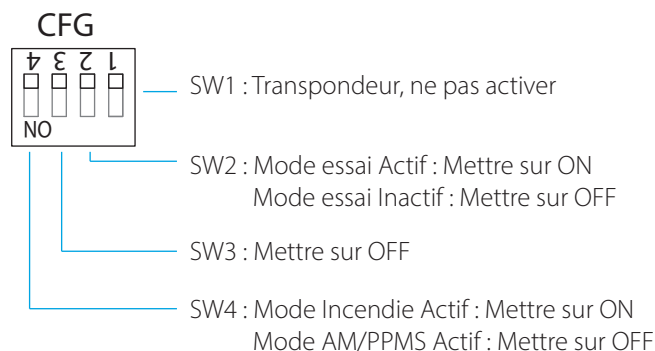 CFG
4 3 2 1
NO
SW1 : Transpondeur, ne pas activer
SW2 : Mode essai Actif : Mettre sur ON
Mode essai Inactif : Mettre sur OFF
SW3 : Mettre sur OFF
SW4 : Mode Incendie Actif : Mettre sur ON
Mode AM/PPMS Actif : Mettre sur OFF